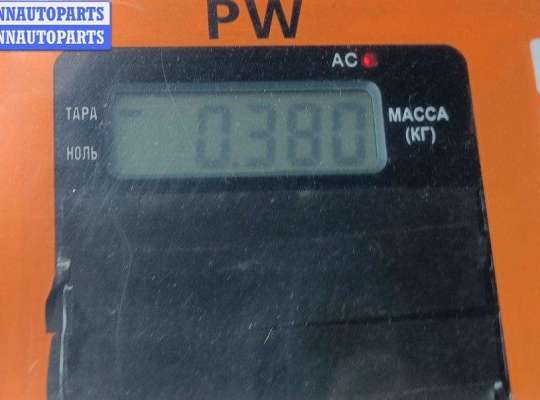 NNAUTOPARTS
NNAUTOPARTS
PW
AC
ТАРА
0.380
МАССА
(КГ)
НОЛЬ